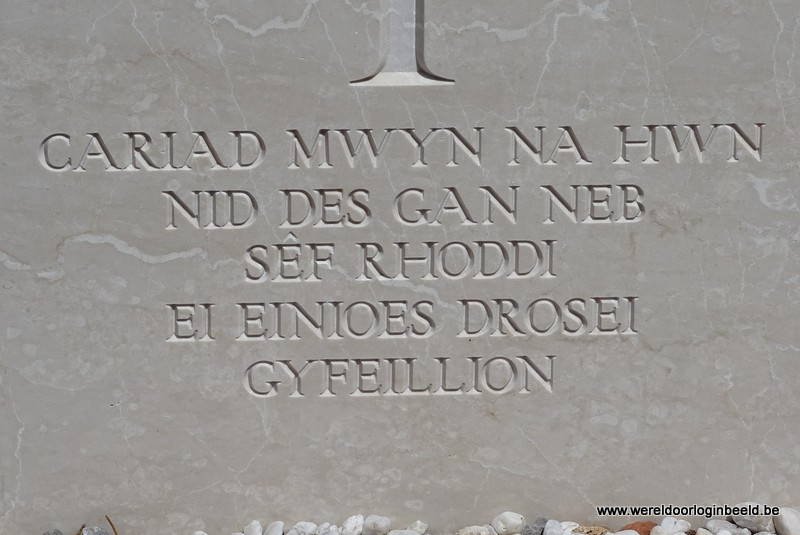 CARIAD MWYN NA HWN
NID DES GAN NEB
SÊF RHODDI
EI EINIOES DROSEI
GYFEILLION
www.wereldoorloginbeeld.be